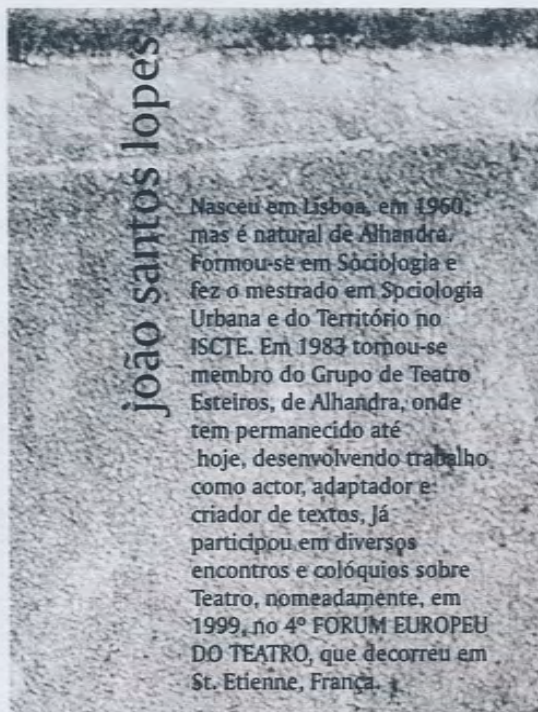 joão santos lopes
Nasceu em Lisboa, em 1960,
mas é natural de Alhandra.
Formou-se em Sociologia e
fez o mestrado em Sociologia
Urbana e do Território no
ISCTE. Em 1983 tornou-se
membro do Grupo de Teatro
Esteiros, de Alhandra, onde
tem permanecido até
hoje, desenvolvendo trabalho
como actor, adaptador e
criador de textos, Já
participou em diversos
encontros e colóquios sobre
Teatro, nomeadamente, em
1999, no 4º FORUM EUROPEU
DO TEATRO, que decorreu em
St. Etienne, França.